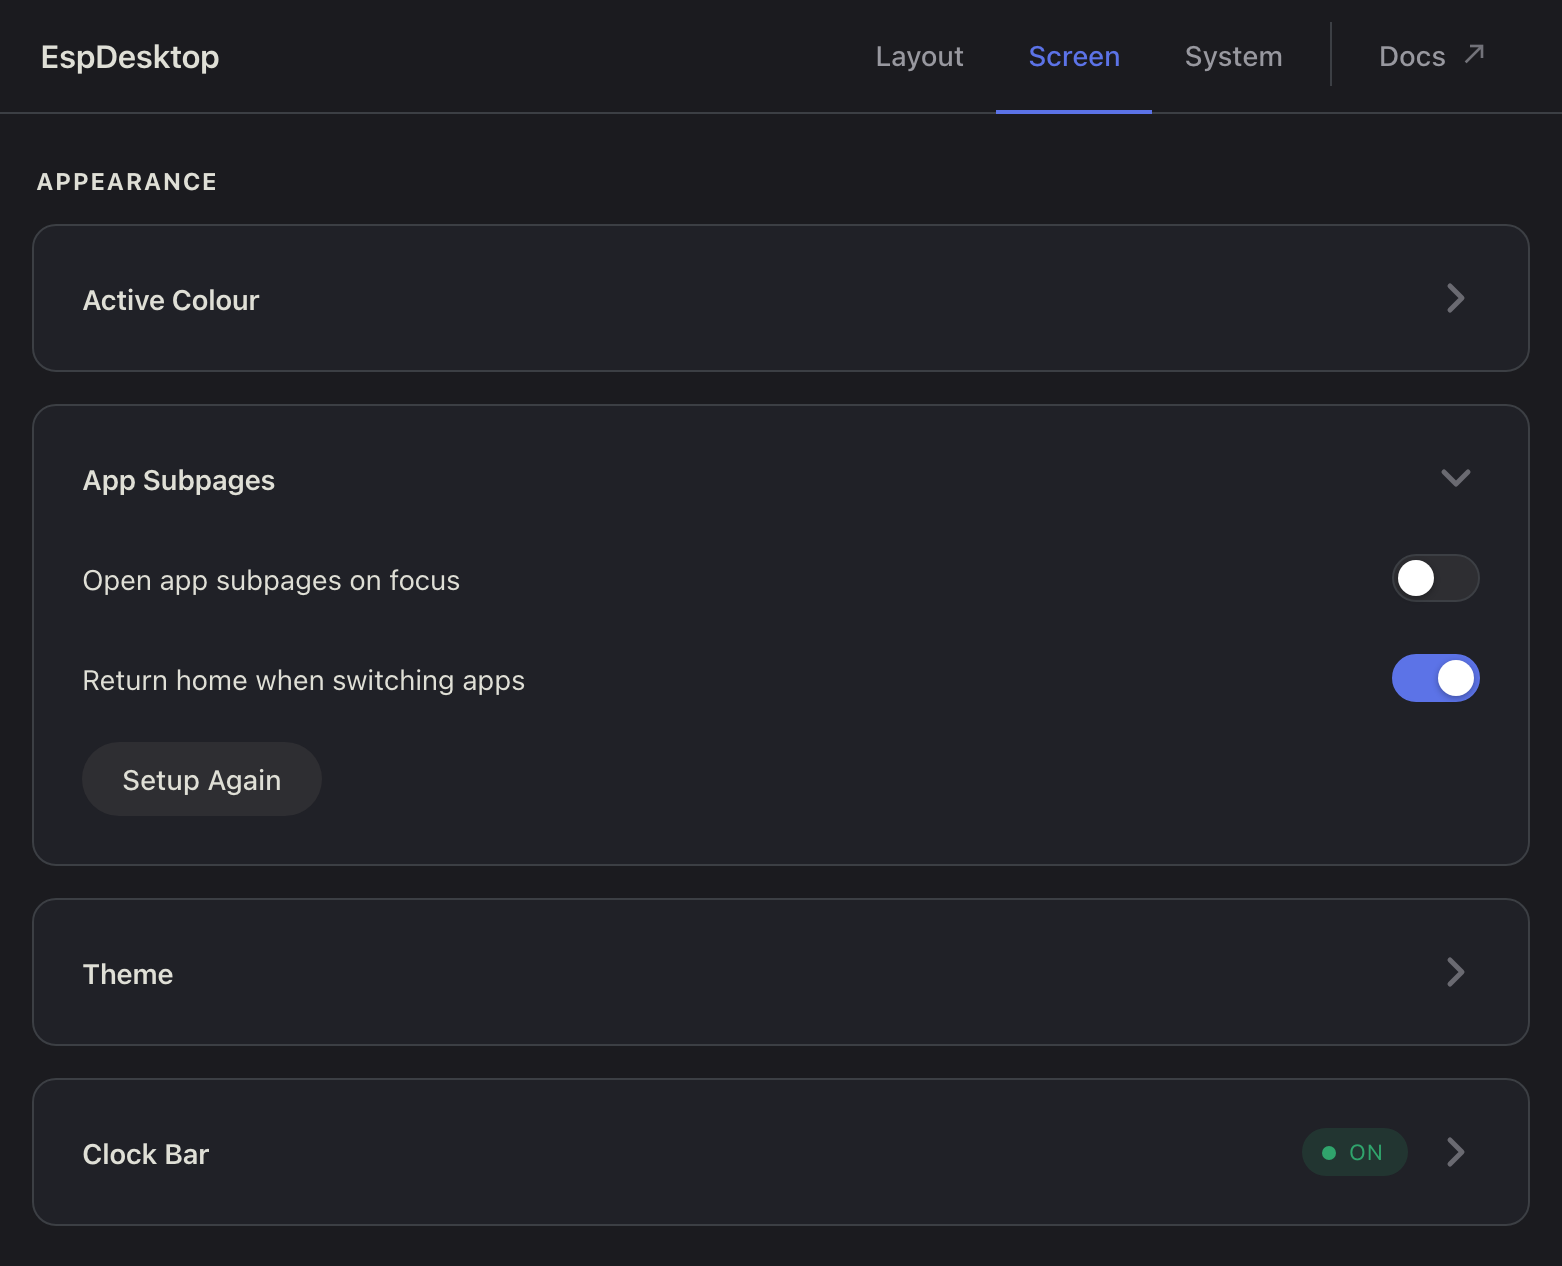 EspDesktop
Layout Screen System Docs
APPEARANCE
Active Colour
App Subpages
Open app subpages on focus
Return home when switching apps
Setup Again
Theme
Clock Bar ON